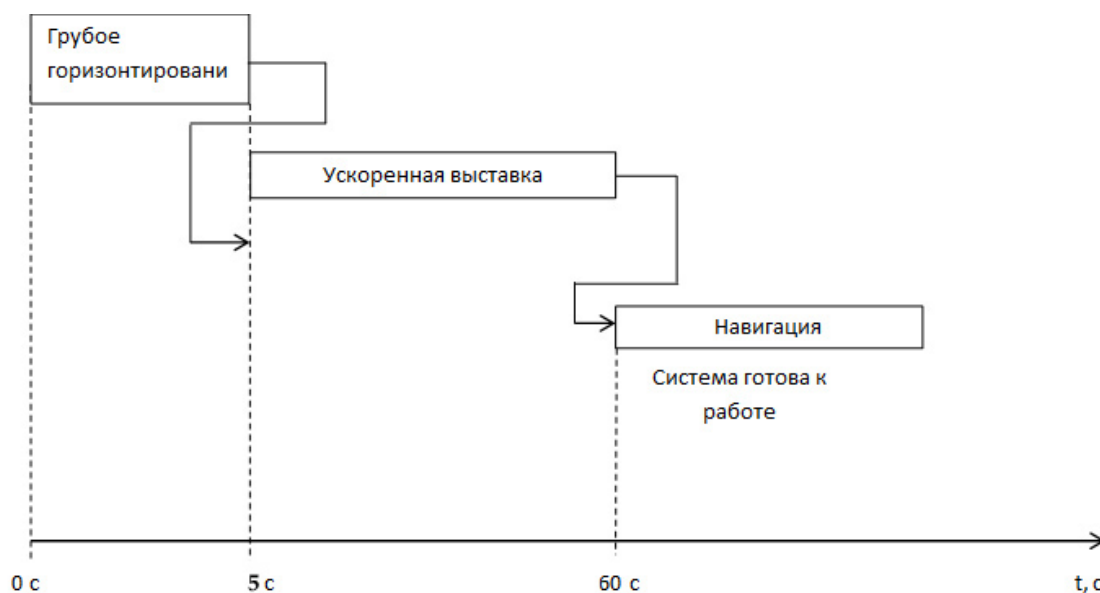 Грубое
горизонтировани
Ускоренная выставка
Навигация
Система готова к
работе
0 с
5 с
60 с
t, с